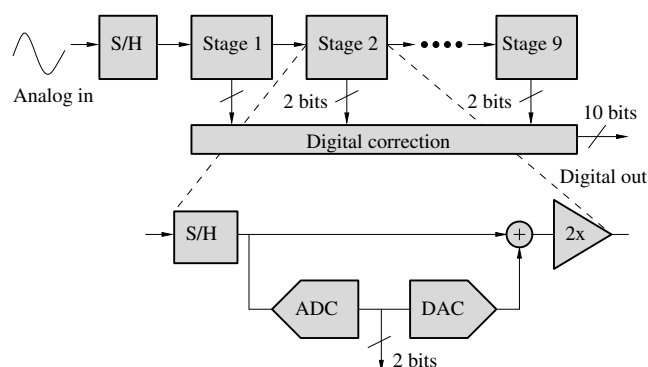 S/H
Stage 1
Stage 2
Stage 9
Analog in
2 bits
2 bits
10 bits
Digital correction
Digital out
S/H
+
2x
ADC
DAC
2 bits